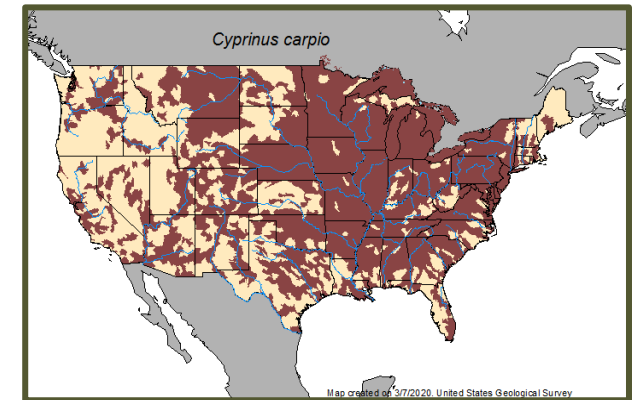 Cyprinus carpio
Map created on 3/7/2020. United States Geological Survey